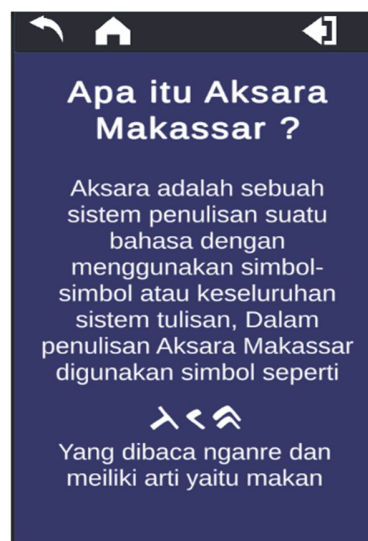 Apa itu Aksara
Makassar ?
Aksara adalah sebuah
sistem penulisan suatu
bahasa dengan
menggunakan simbol-
simbol atau keseluruhan
sistem tulisan, Dalam
penulisan Aksara Makassar
digunakan simbol seperti
ᨂᨑᨙ
Yang dibaca nganre dan
meiliki arti yaitu makan